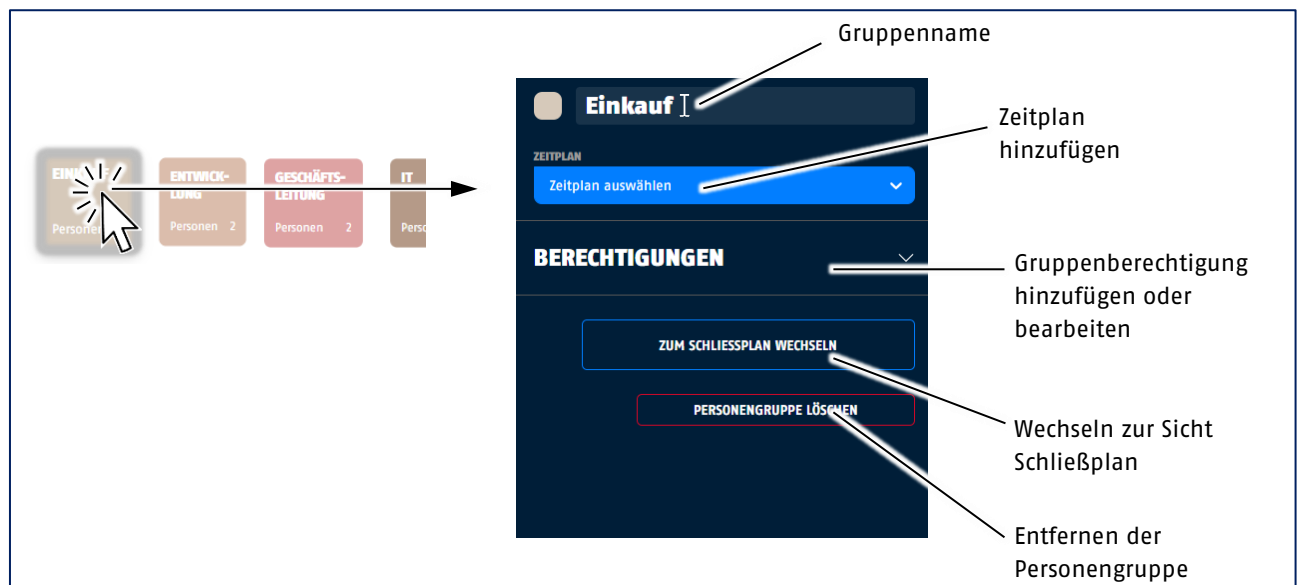 Gruppenname
Einkauf
Zeitplan
hinzufügen
ZEITPLAN
Zeitplan auswählen
ENTWICK-
LUNG
Personen 2
GESCHÄFTS-
LEITUNG
Personen 2
IT
BERECHTIGUNGEN
Gruppenberechtigung
hinzufügen oder
bearbeiten
ZUM SCHLIESSPLAN WECHSELN
PERSONENGRUPPE LÖSCHEN
Wechseln zur Sicht
Schließplan
Entfernen der
Personengruppe